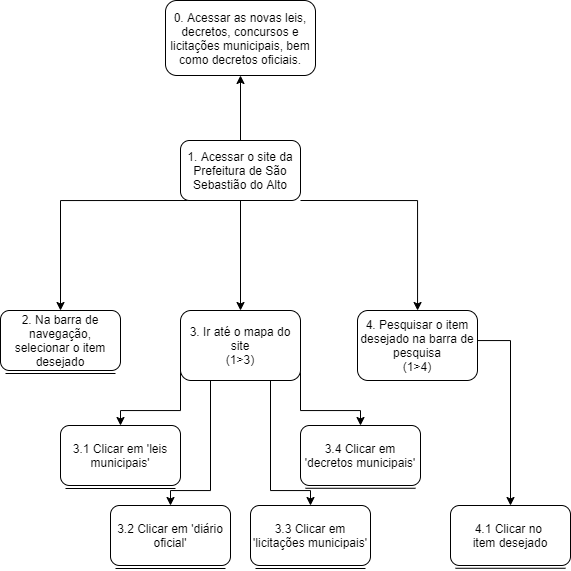 0. Acessar as novas leis,
decretos, concursos e
licitações municipais, bem
como decretos oficiais.
1. Acessar o site da
Prefeitura de São
Sebastião do Alto
2. Na barra de
navegação,
selecionar o item
desejado
3. Ir até o mapa do
site
(1>3)
4. Pesquisar o item
desejado na barra de
pesquisa
(1>4)
3.1 Clicar em 'leis
municipais'
3.4 Clicar em
'decretos municipais'
3.2 Clicar em 'diário
oficial'
3.3 Clicar em
'licitações municipais'
4.1 Clicar no
item desejado